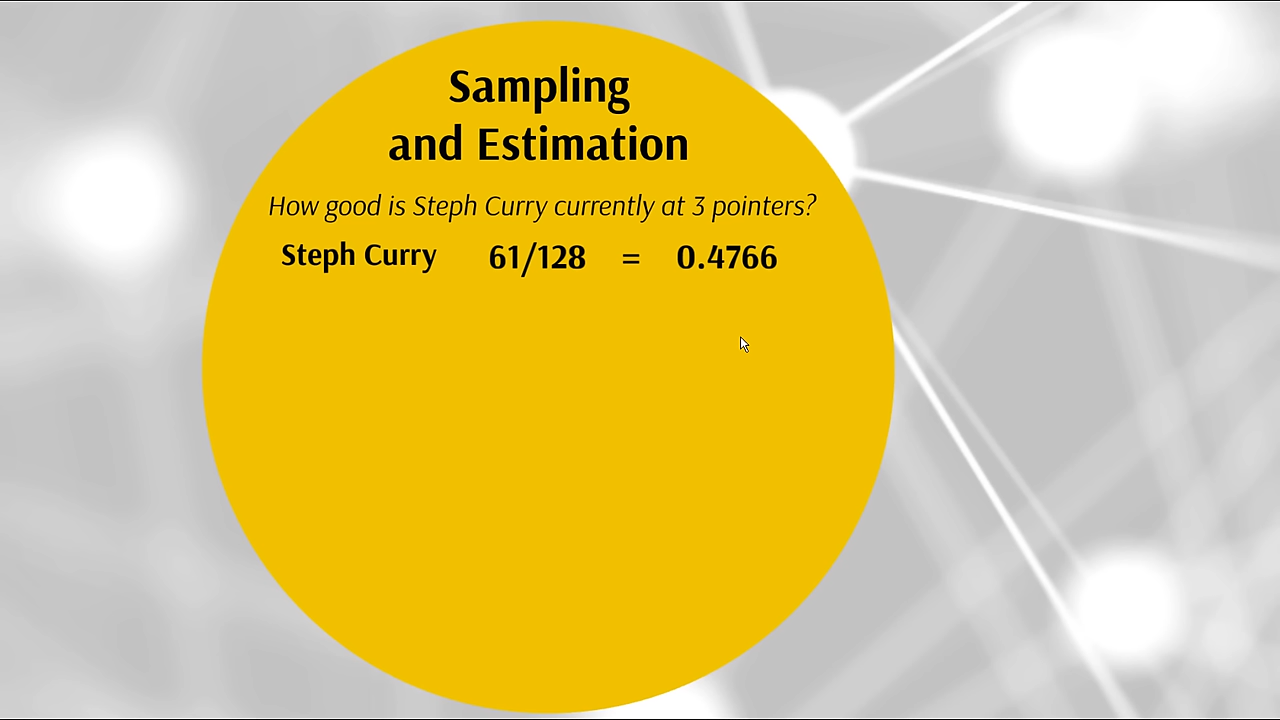 Sampling
and Estimation
How good is Steph Curry currently at 3 pointers?
Steph Curry 61/128 = 0.4766